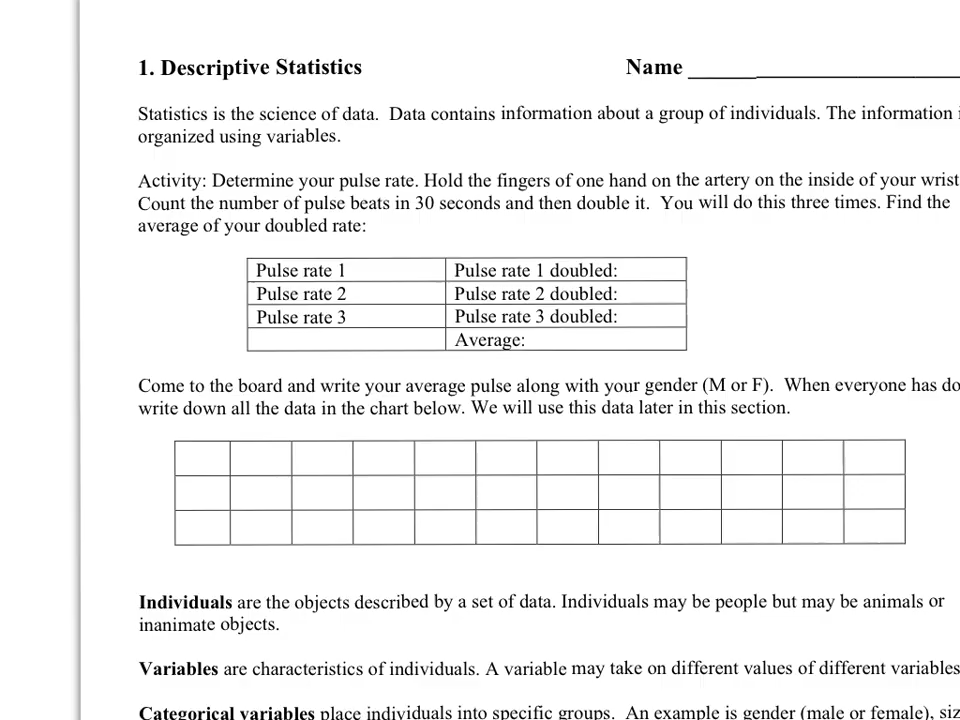 1. Descriptive Statistics Name
Statistics is the science of data. Data contains information about a group of individuals. The information
organized using variables.
Activity: Determine your pulse rate. Hold the fingers of one hand on the artery on the inside of your wrist
Count the number of pulse beats in 30 seconds and then double it. You will do this three times. Find the
average of your doubled rate:
Pulse rate 1 Pulse rate 1 doubled:
Pulse rate 2 Pulse rate 2 doubled:
Pulse rate 3 Pulse rate 3 doubled:
Average:
Come to the board and write your average pulse along with your gender (M or F). When everyone has do
write down all the data in the chart below. We will use this data later in this section.
Individuals are the objects described by a set of data. Individuals may be people but may be animals or
inanimate objects.
Variables are characteristics of individuals. A variable may take on different values of different variables
Categorical variables place individuals into specific groups. An example is gender (male or female), siz